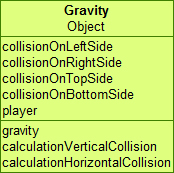 Gravity
Object
collisionOnLeftSide
collisionOnRightSide
collisionOnTopSide
collisionOnBottomSide
player
gravity
calculationVerticalCollision
calculationHorizontalCollision